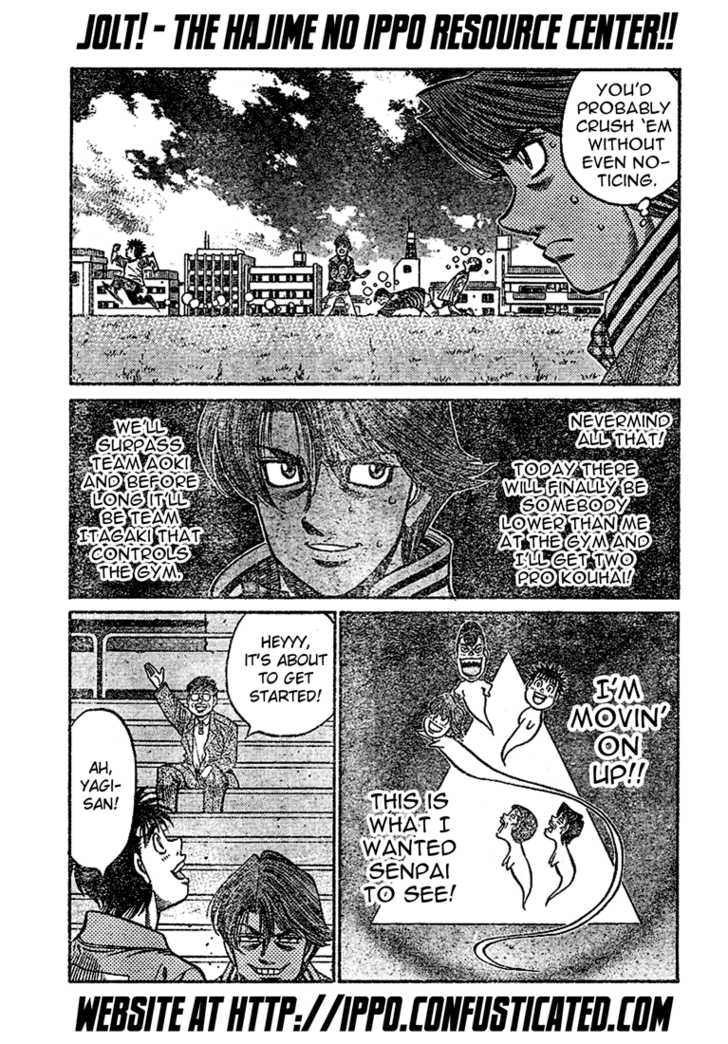 JOLT! - THE HAJIME NO IPPO RESOURCE CENTER!!
YOU'D
PROBABLY
CRUSH 'EM
WITHOUT
EVEN NO-
TICING.
NEVERMIND
ALL THAT!
TODAY THERE
WILL FINALLY BE
SOMEBODY
LOWER THAN ME
AT THE GYM AND
I'LL GET TWO
PRO KOUHAI!
WE'LL
SURPASS
TEAM AOKI
AND BEFORE
LONG IT'LL
BE TEAM
ITAGAKI THAT
CONTROLS
THE GYM.
I'M
MOVIN'
ON
UP!!
THIS IS
WHAT I
WANTED
SENPAI
TO SEE!
HEYYY,
IT'S ABOUT
TO GET
STARTED!
AH,
YAGI-
SAN!
WEBSITE AT HTTP://IPPO.CONFUSTICATED.COM